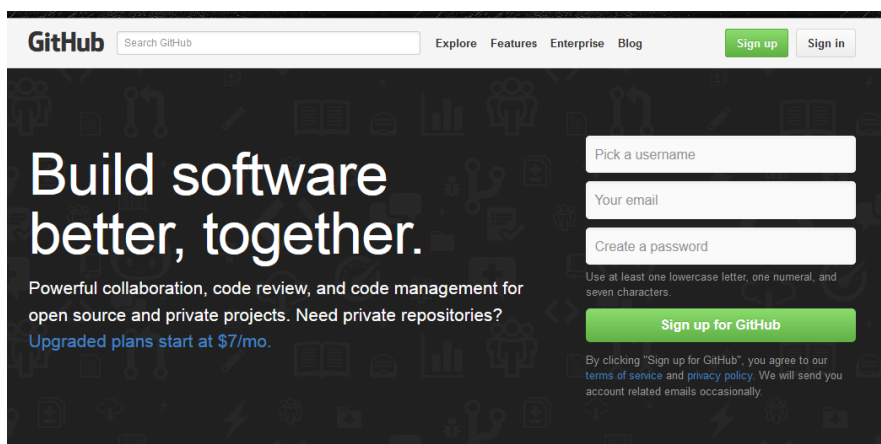 GitHub
Search GitHub
Explore Features Enterprise Blog
Sign up
Sign in
Build software
better, together.
Powerful collaboration, code review, and code management for
open source and private projects. Need private repositories?
Upgraded plans start at $7/mo.
Pick a username
Your email
Create a password
Use at least one lowercase letter, one numeral, and
seven characters.
Sign up for GitHub
By clicking "Sign up for GitHub", you agree to our
terms of service and privacy policy. We will send you
account related emails occasionally.